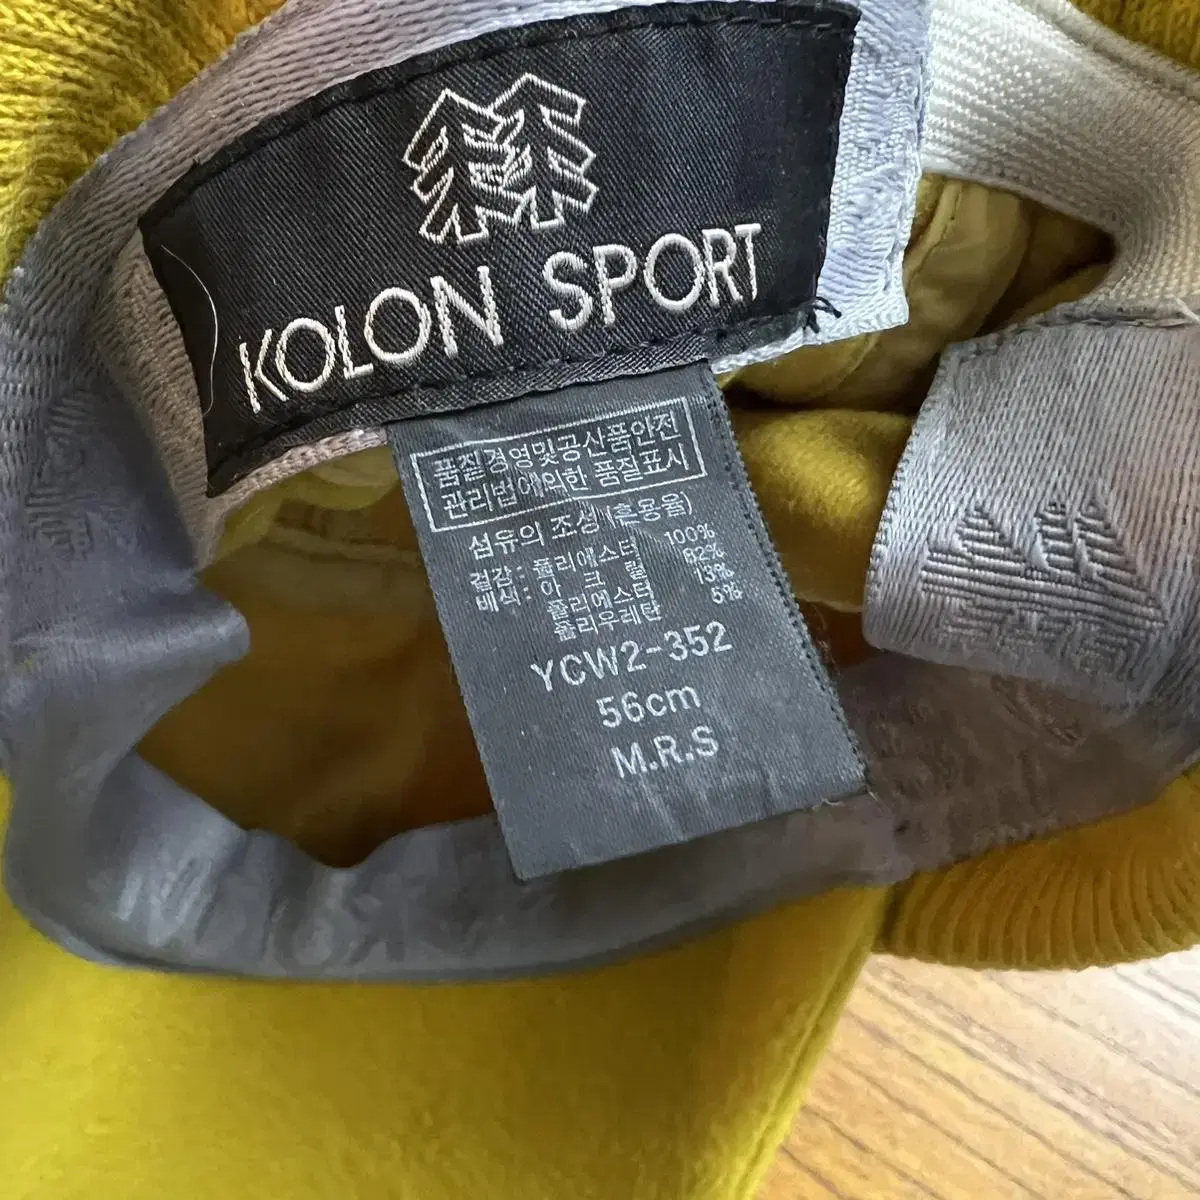 KOLON SPORT
품질경영및공산품안전
관리법에의한 품질표시
섬유의 조성(혼용율)
겉감: 폴리에스터 100%
배색: 아 크 릴 82%
폴리에스터 13%
폴리우레탄 5%
YCW2-352
56cm
M.R.S